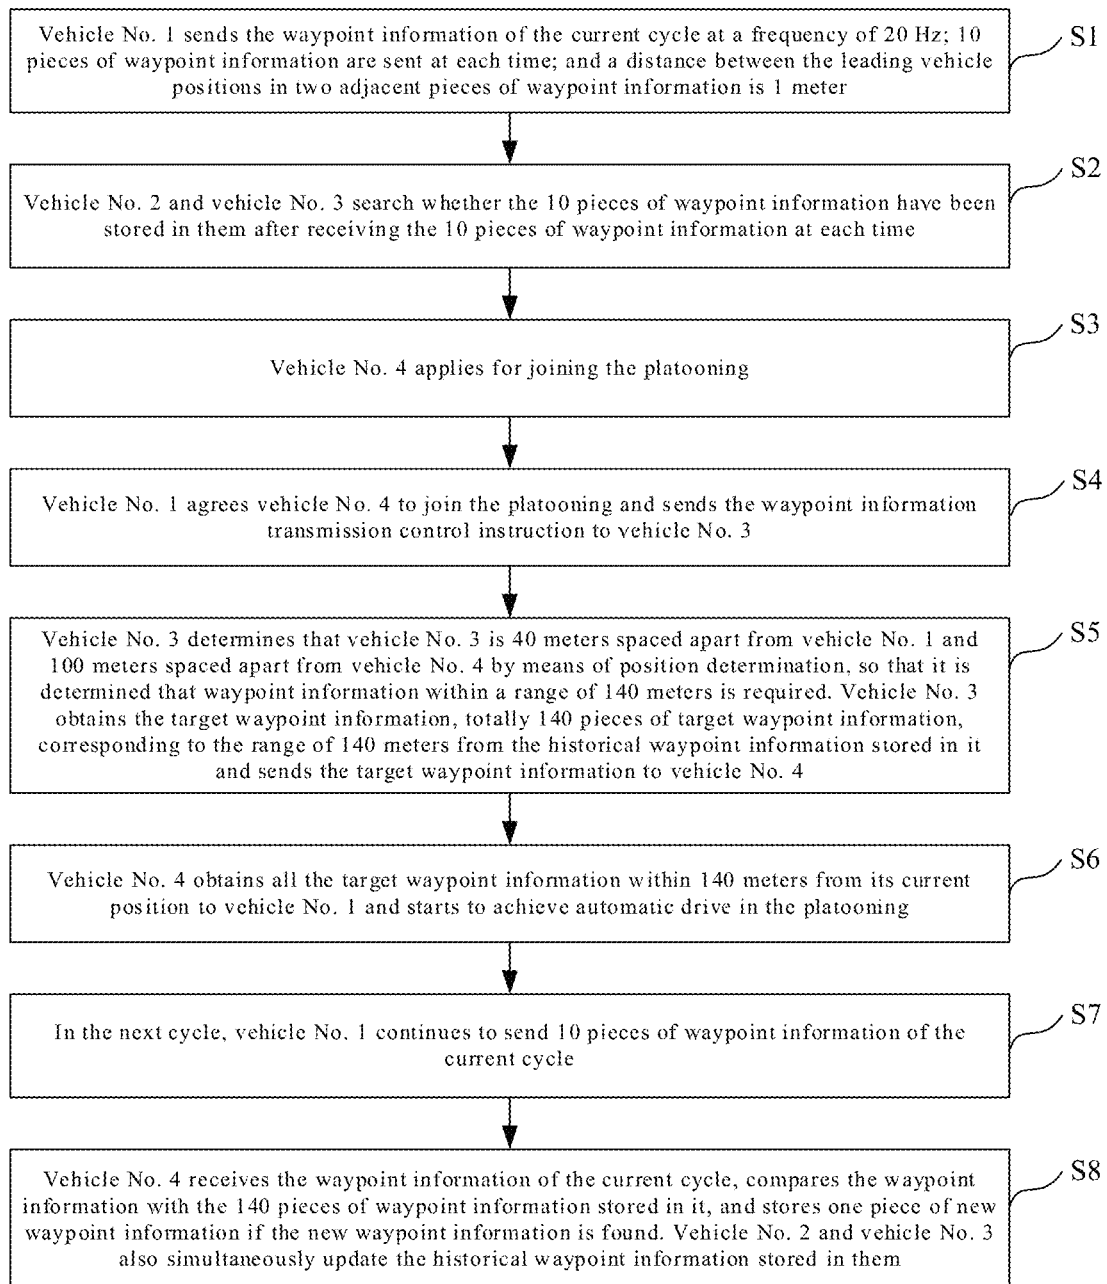 Vehicle No. 1 sends the waypoint information of the current cycle at a frequency of 20 Hz; 10
pieces of waypoint information are sent at each time; and a distance between the leading vehicle
positions in two adjacent pieces of waypoint information is 1 meter
S1
Vehicle No. 2 and vehicle No. 3 search whether the 10 pieces of waypoint information have been
stored in them after receiving the 10 pieces of waypoint information at each time
S2
Vehicle No. 4 applies for joining the platooning
S3
Vehicle No. 1 agrees vehicle No. 4 to join the platooning and sends the waypoint information
transmission control instruction to vehicle No. 3
S4
Vehicle No. 3 determines that vehicle No. 3 is 40 meters spaced apart from vehicle No. 1 and
100 meters spaced apart from vehicle No. 4 by means of position determination, so that it is
determined that waypoint information within a range of 140 meters is required. Vehicle No. 3
obtains the target waypoint information, totally 140 pieces of target waypoint information,
corresponding to the range of 140 meters from the historical waypoint information stored in it
and sends the target waypoint information to vehicle No. 4
S5
Vehicle No. 4 obtains all the target waypoint information within 140 meters from its current
position to vehicle No. 1 and starts to achieve automatic drive in the platooning
S6
In the next cycle, vehicle No. 1 continues to send 10 pieces of waypoint information of the
current cycle
S7
Vehicle No. 4 receives the waypoint information of the current cycle, compares the waypoint
information with the 140 pieces of waypoint information stored in it, and stores one piece of new
waypoint information if the new waypoint information is found. Vehicle No. 2 and vehicle No. 3
also simultaneously update the historical waypoint information stored in them
S8